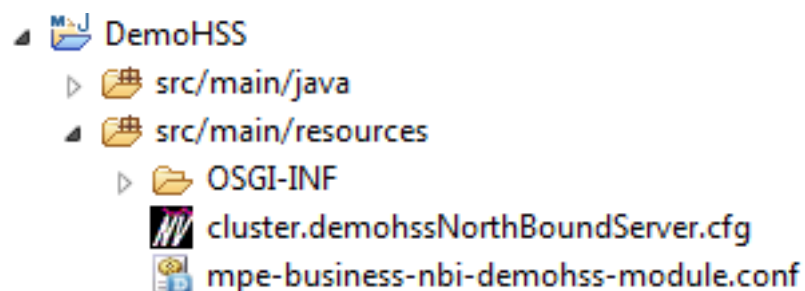 DemoHSS
src/main/java
src/main/resources
OSGI-INF
cluster.demohssNorthBoundServer.cfg
mpe-business-nbi-demohss-module.conf